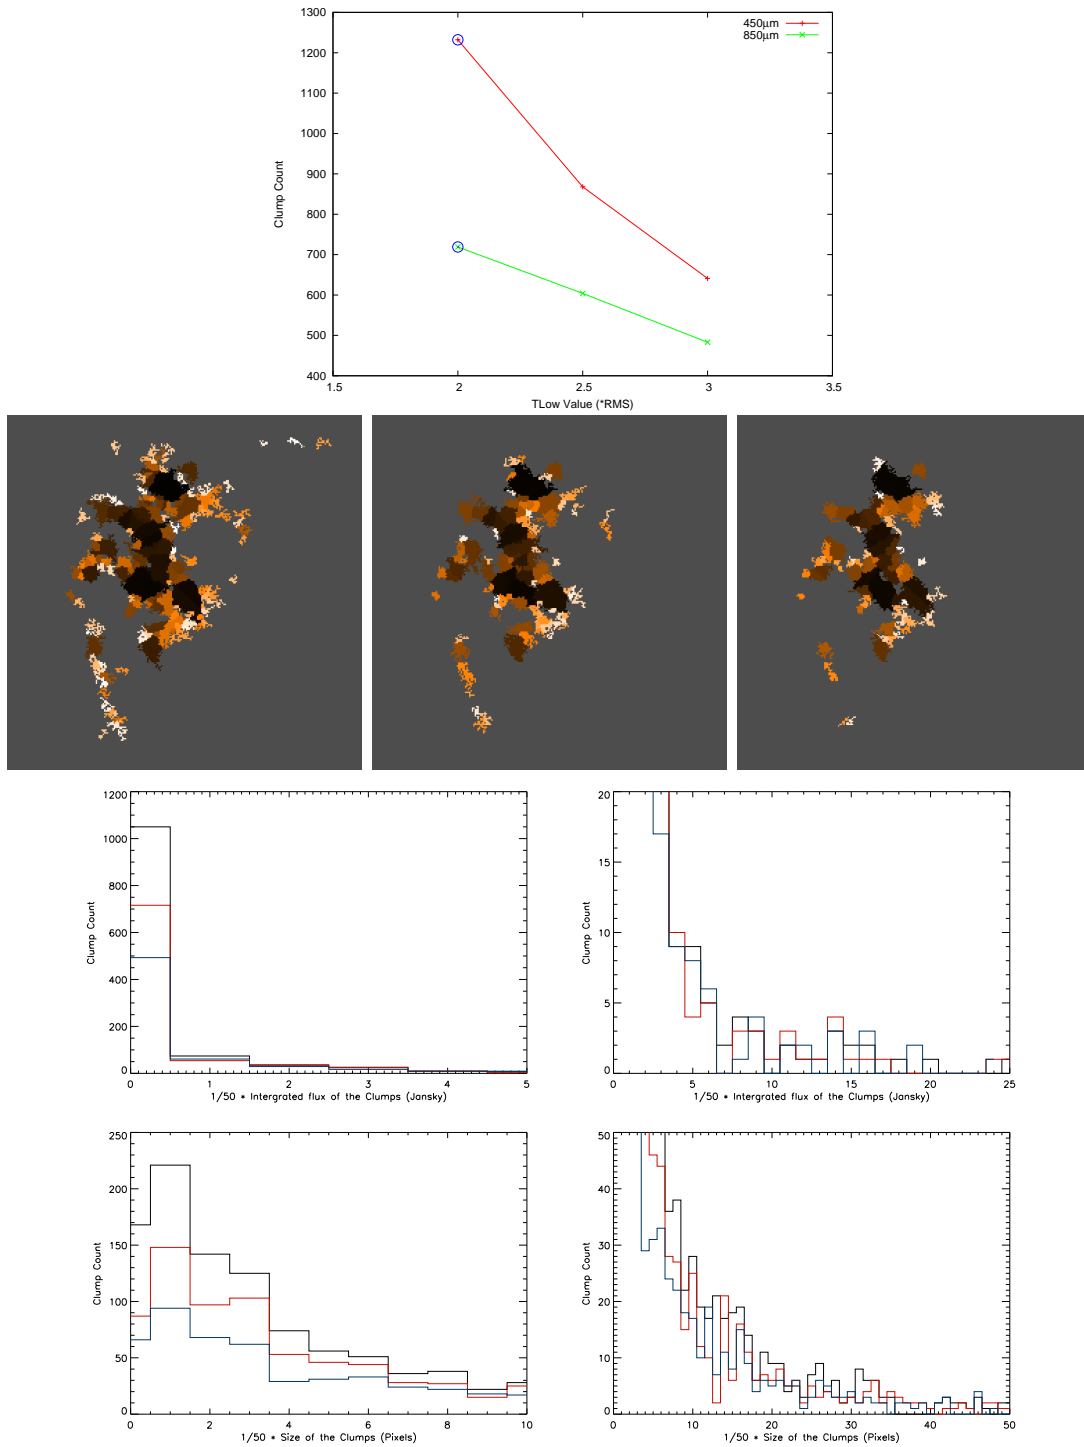 1300
1200
1100
1000
900
800
700
600
500
400
1.5 2 2.5 3 3.5
Clump Count
TLow Value (*RMS)
450μm
850μm
1200
1000
800
600
400
200
0
0 1 2 3 4 5
Clump Count
1/50 * Intergrated flux of the Clumps (Jansky)
20
15
10
5
0
0 5 10 15 20 25
Clump Count
1/50 * Intergrated flux of the Clumps (Jansky)
250
200
150
100
50
0
0 2 4 6 8 10
Clump Count
1/50 * Size of the Clumps (Pixels)
50
40
30
20
10
0
0 10 20 30 40 50
Clump Count
1/50 * Size of the Clumps (Pixels)